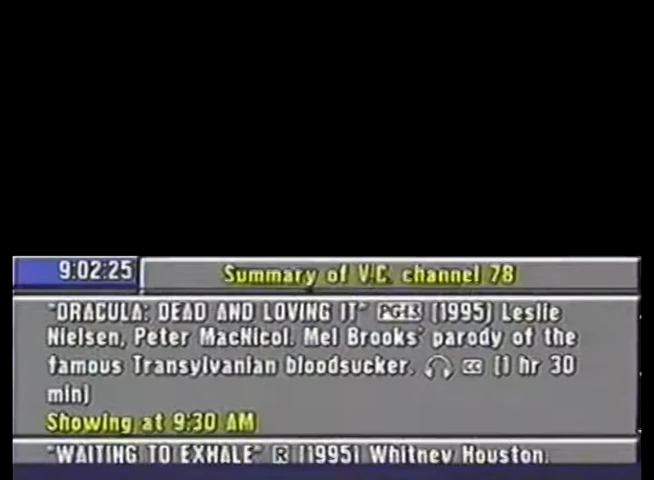 9:02:25
Summary of V.C. channel 78
"DRACULA: DEAD AND LOVING IT" PG13 (1995) Leslie
Nielsen, Peter MacNicol. Mel Brooks' parody of the
famous Transylvanian bloodsucker. CC (1 hr 30
min)
Showing at 9:30 AM
"WAITING TO EXHALE" R (1995) Whitney Houston,